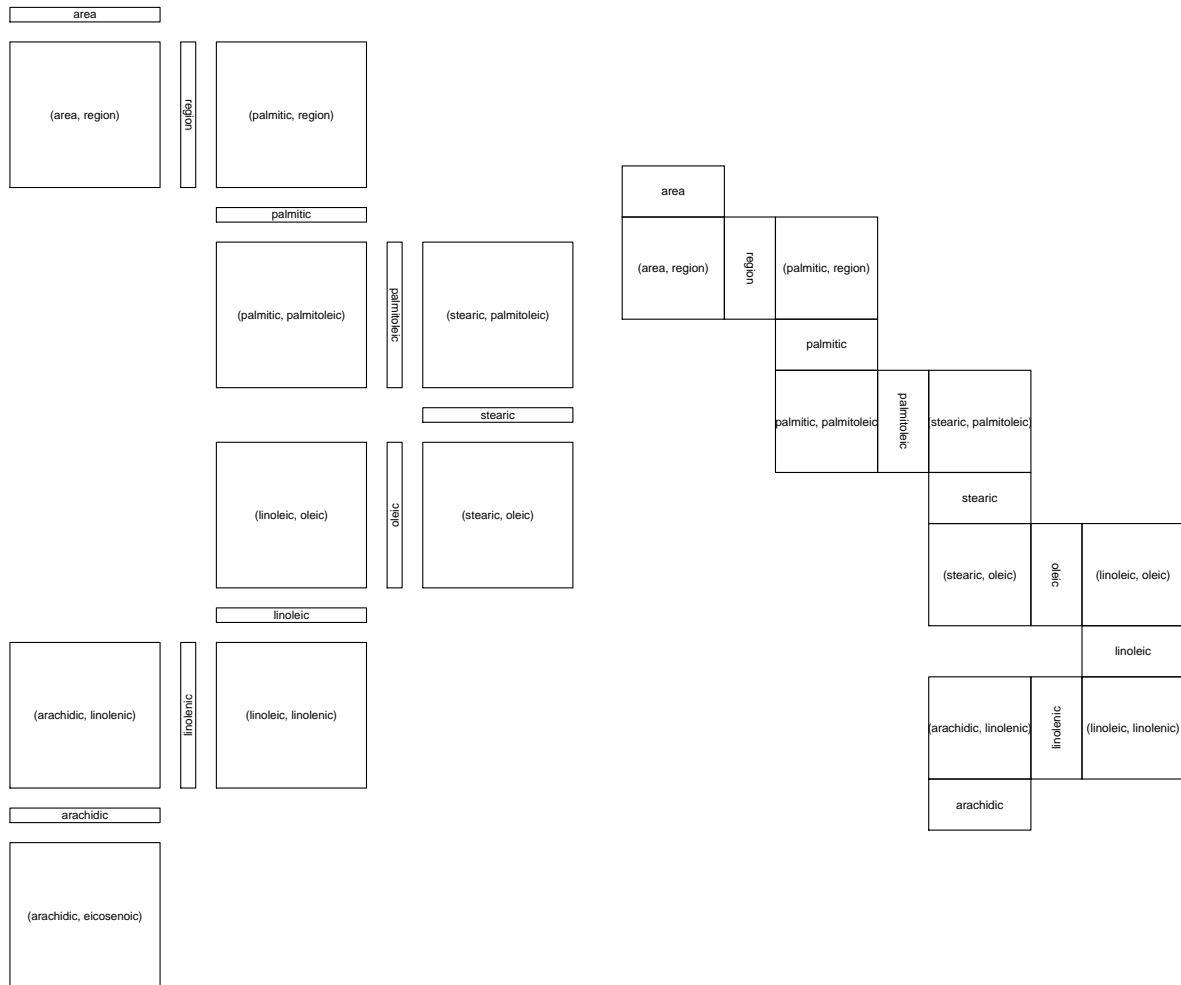 area
(area, region)
region
(palmitic, region)
palmitic
(palmitic, palmitoleic)
palmitoleic
(stearic, palmitoleic)
stearic
(linoleic, oleic)
oleic
(stearic, oleic)
linoleic
(arachidic, linolenic)
linolenic
(linoleic, linolenic)
arachidic
(arachidic, eicosenoic)
area
(area, region)
region
(palmitic, region)
palmitic
palmitic, palmitoleic
palmitoleic
(stearic, palmitoleic)
stearic
(stearic, oleic)
oleic
(linoleic, oleic)
linoleic
(arachidic, linolenic)
linolenic
(linoleic, linolenic)
arachidic